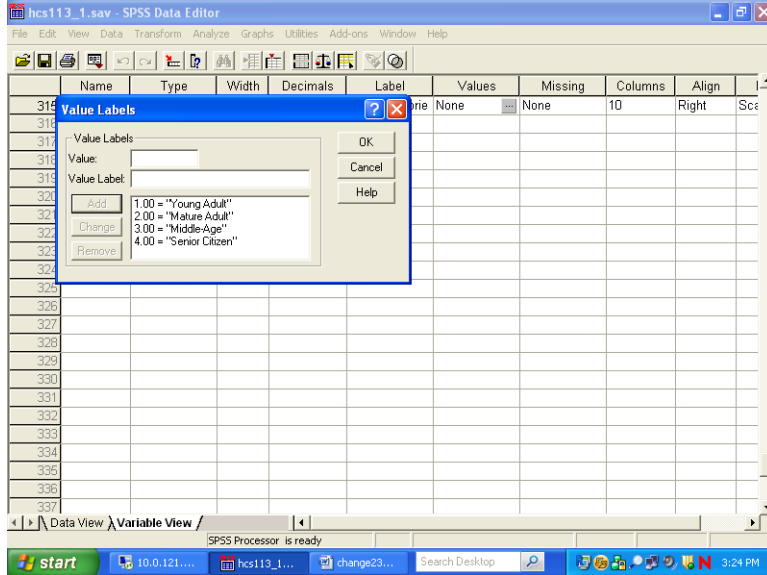 hcs113_1.sav - SPSS Data Editor
File Edit View Data Transform Analyze Graphs Utilities Add-ons Window Help
Name Type Width Decimals Label Values Missing Columns Align
315 None ... None 10 Right Sca
Value Labels
Value Labels
Value:
Value Label:
OK
Cancel
Help
Add
Change
Remove
1.00 = "Young Adult"
2.00 = "Mature Adult"
3.00 = "Middle-Age"
4.00 = "Senior Citizen"
316
317
318
319
320
321
322
323
324
325
326
327
328
329
330
331
332
333
334
335
336
337
Data View Variable View
SPSS Processor is ready
start 10.0.121.... hcs113_1... change23... Search Desktop N 3:24 PM